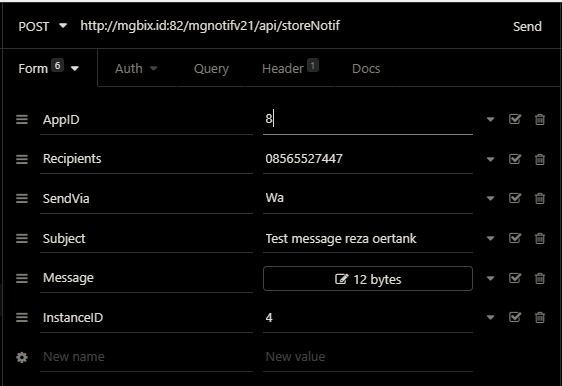 POST http://mgbix.id:82/mgnotifv21/api/storeNotif Send
Form 6 Auth Query Header 1 Docs
AppID 8
Recipients 08565527447
SendVia Wa
Subject Test message reza oertank
Message 12 bytes
InstanceID 4
New name New value